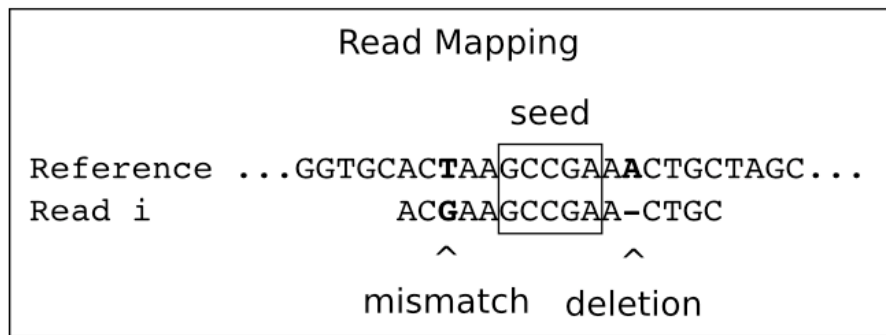 Read Mapping
seed
Reference ...GGTGCACTAAGCCGAAACTGCTAGC...
Read i ACGAAGCCGAA-CTGC
^ ^
mismatch deletion